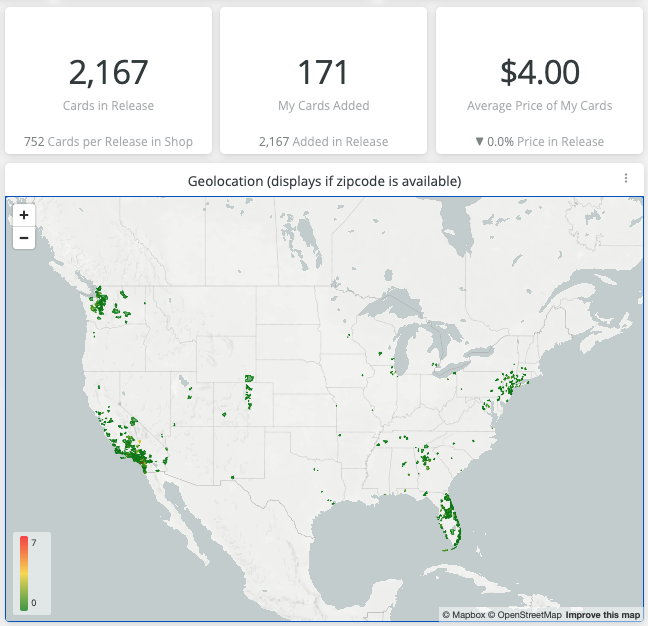 2,167
Cards in Release
752 Cards per Release in Shop
171
My Cards Added
2,167 Added in Release
$4.00
Average Price of My Cards
▼ 0.0% Price in Release
Geolocation (displays if zipcode is available)
+
−
7
0
© Mapbox © OpenStreetMap Improve this map